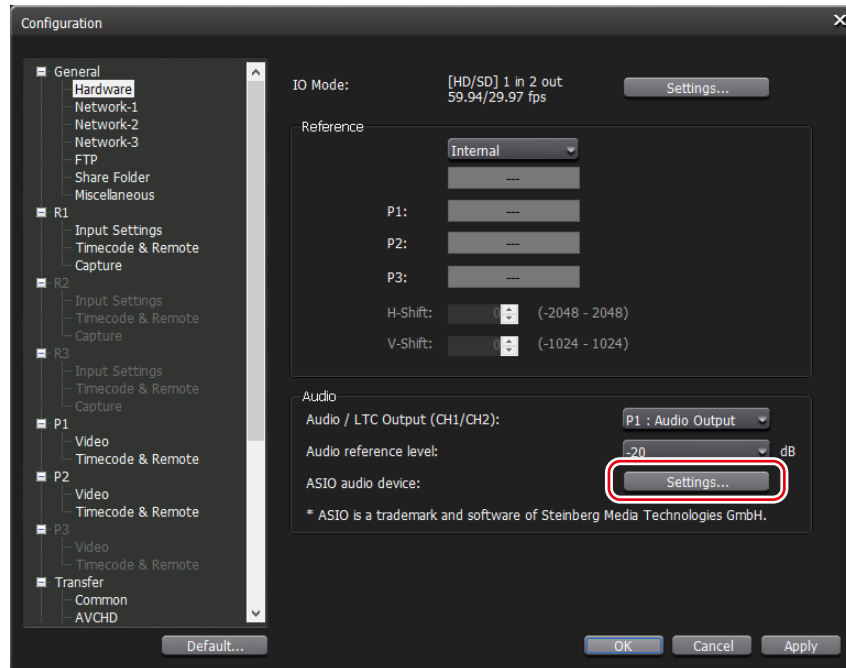 Configuration
General
Hardware
Network-1
Network-2
Network-3
FTP
Share Folder
Miscellaneous
R1
Input Settings
Timecode & Remote
Capture
R2
Input Settings
Timecode & Remote
Capture
R3
Input Settings
Timecode & Remote
Capture
P1
Video
Timecode & Remote
P2
Video
Timecode & Remote
P3
Video
Timecode & Remote
Transfer
Common
AVCHD
Default...
IO Mode: [HD/SD] 1 in 2 out Settings...
59.94/29.97 fps
Reference
Internal
---
P1: ---
P2: ---
P3: ---
H-Shift: 0 (-2048 - 2048)
V-Shift: 0 (-1024 - 1024)
Audio
Audio / LTC Output (CH1/CH2): P1 : Audio Output
Audio reference level: -20 dB
ASIO audio device: Settings...
* ASIO is a trademark and software of Steinberg Media Technologies GmbH.
OK Cancel Apply